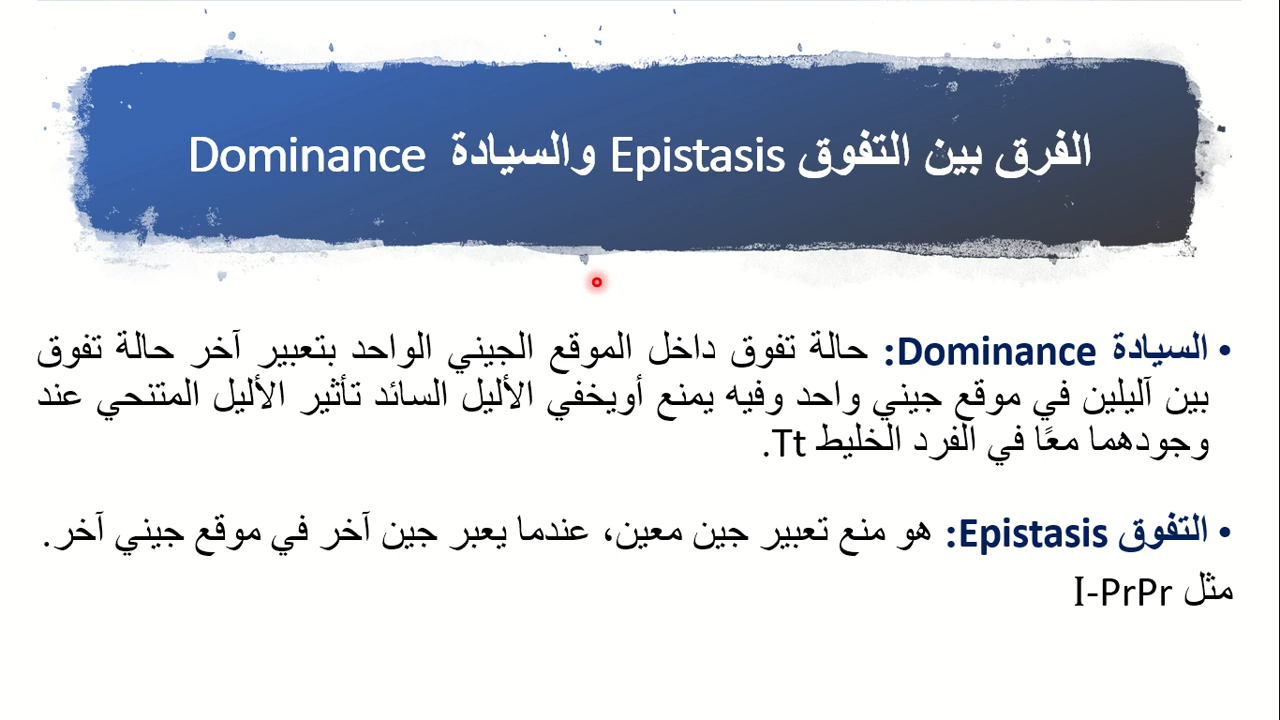 الفرق بين التفوق Epistasis والسيادة Dominance
• السيادة Dominance: حالة تفوق داخل الموقع الجيني الواحد بتعبير آخر حالة تفوق
بين آليلين في موقع جيني واحد وفيه يمنع أويخفي الأليل السائد تأثير الأليل المتنحي عند
وجودهما معًا في الفرد الخليط Tt.
• التفوق Epistasis: هو منع تعبير جين معين، عندما يعبر جين آخر في موقع جيني آخر.
مثل I-PrPr